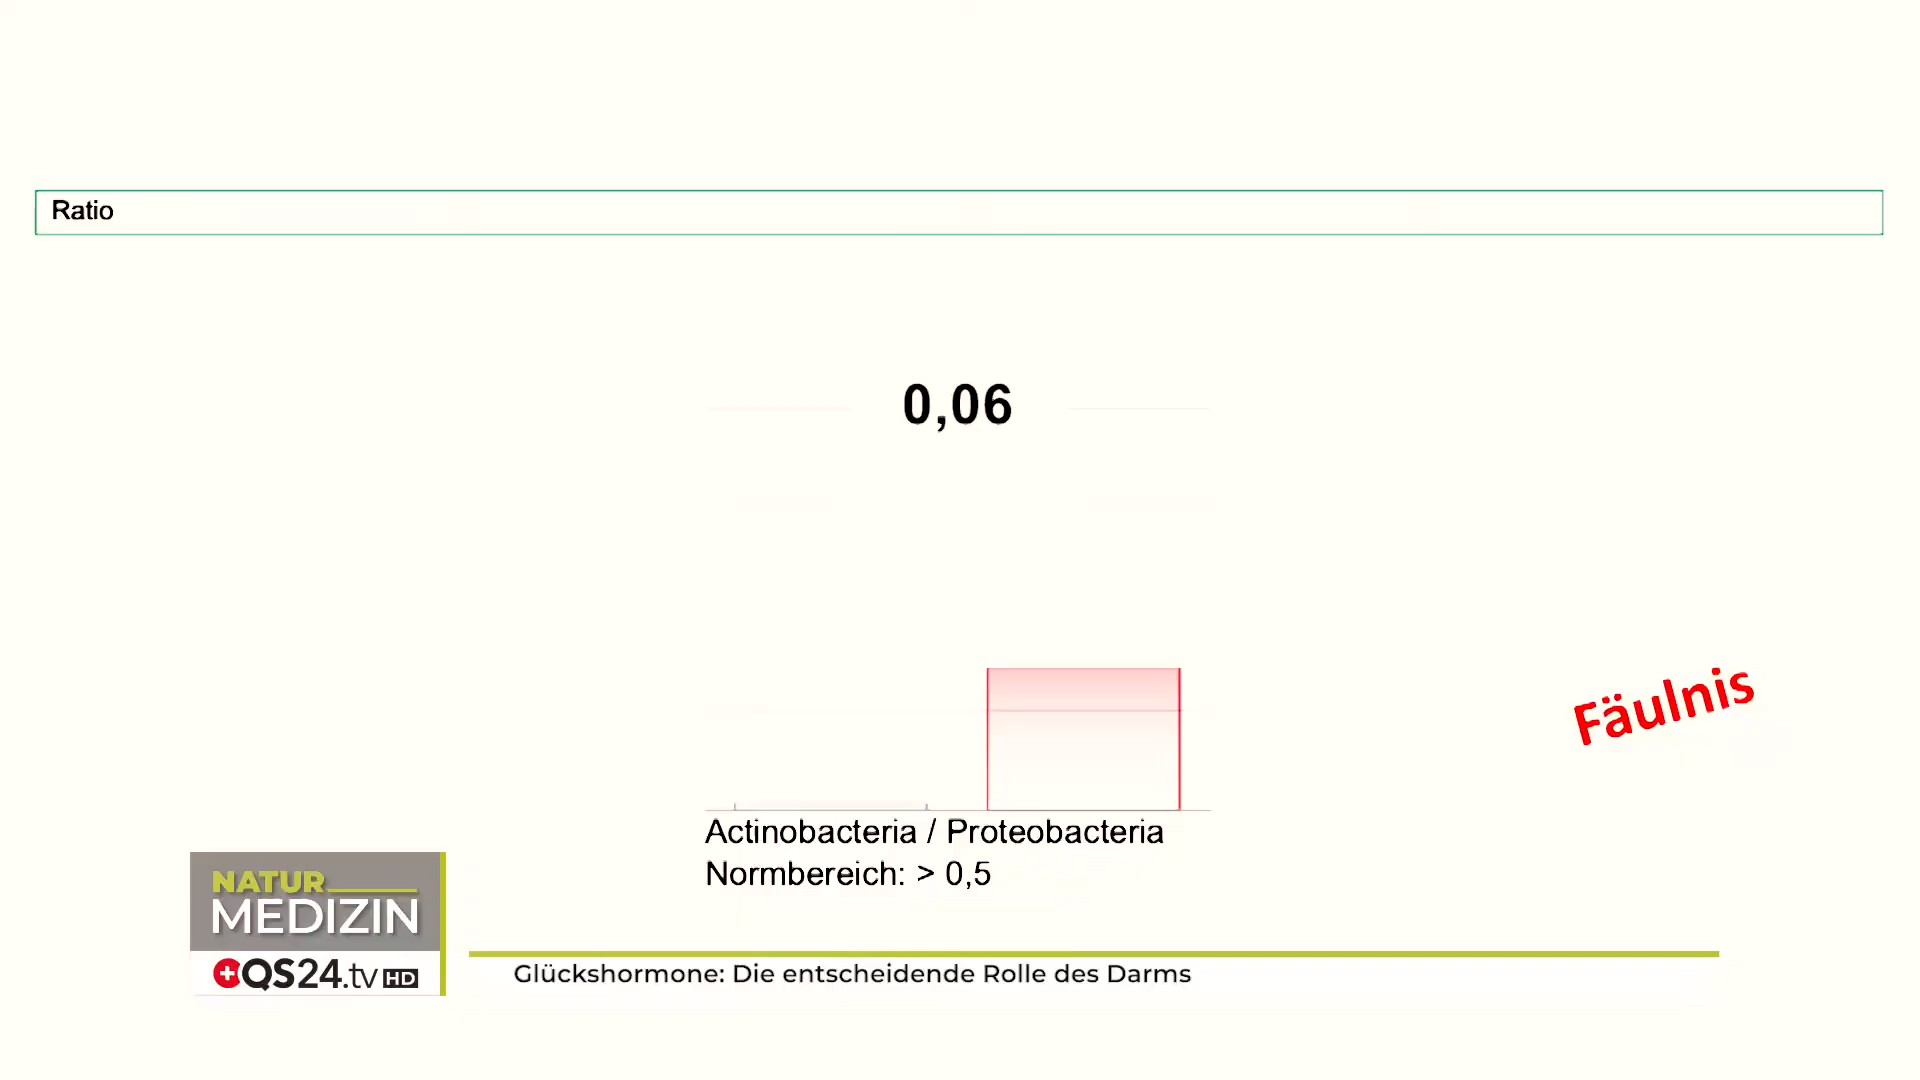 Ratio
0,06
Fäulnis
Actinobacteria / Proteobacteria
Normbereich: > 0,5
NATUR
MEDIZIN
QS24.tv HD
Glückshormone: Die entscheidende Rolle des Darms